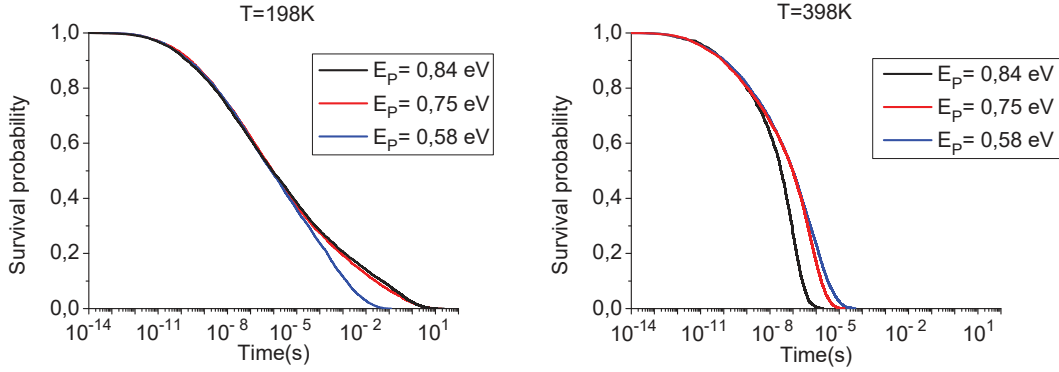 T=198K
1,0
0,8
0,6
0,4
0,2
0,0
Survival probability
E_P= 0,84 eV
E_P= 0,75 eV
E_P= 0,58 eV
10^-14
10^-11
10^-8
10^-5
10^-2
10^1
Time(s)
T=398K
1,0
0,8
0,6
0,4
0,2
0,0
Survival probability
E_P= 0,84 eV
E_P= 0,75 eV
E_P= 0,58 eV
10^-14
10^-11
10^-8
10^-5
10^-2
10^1
Time(s)